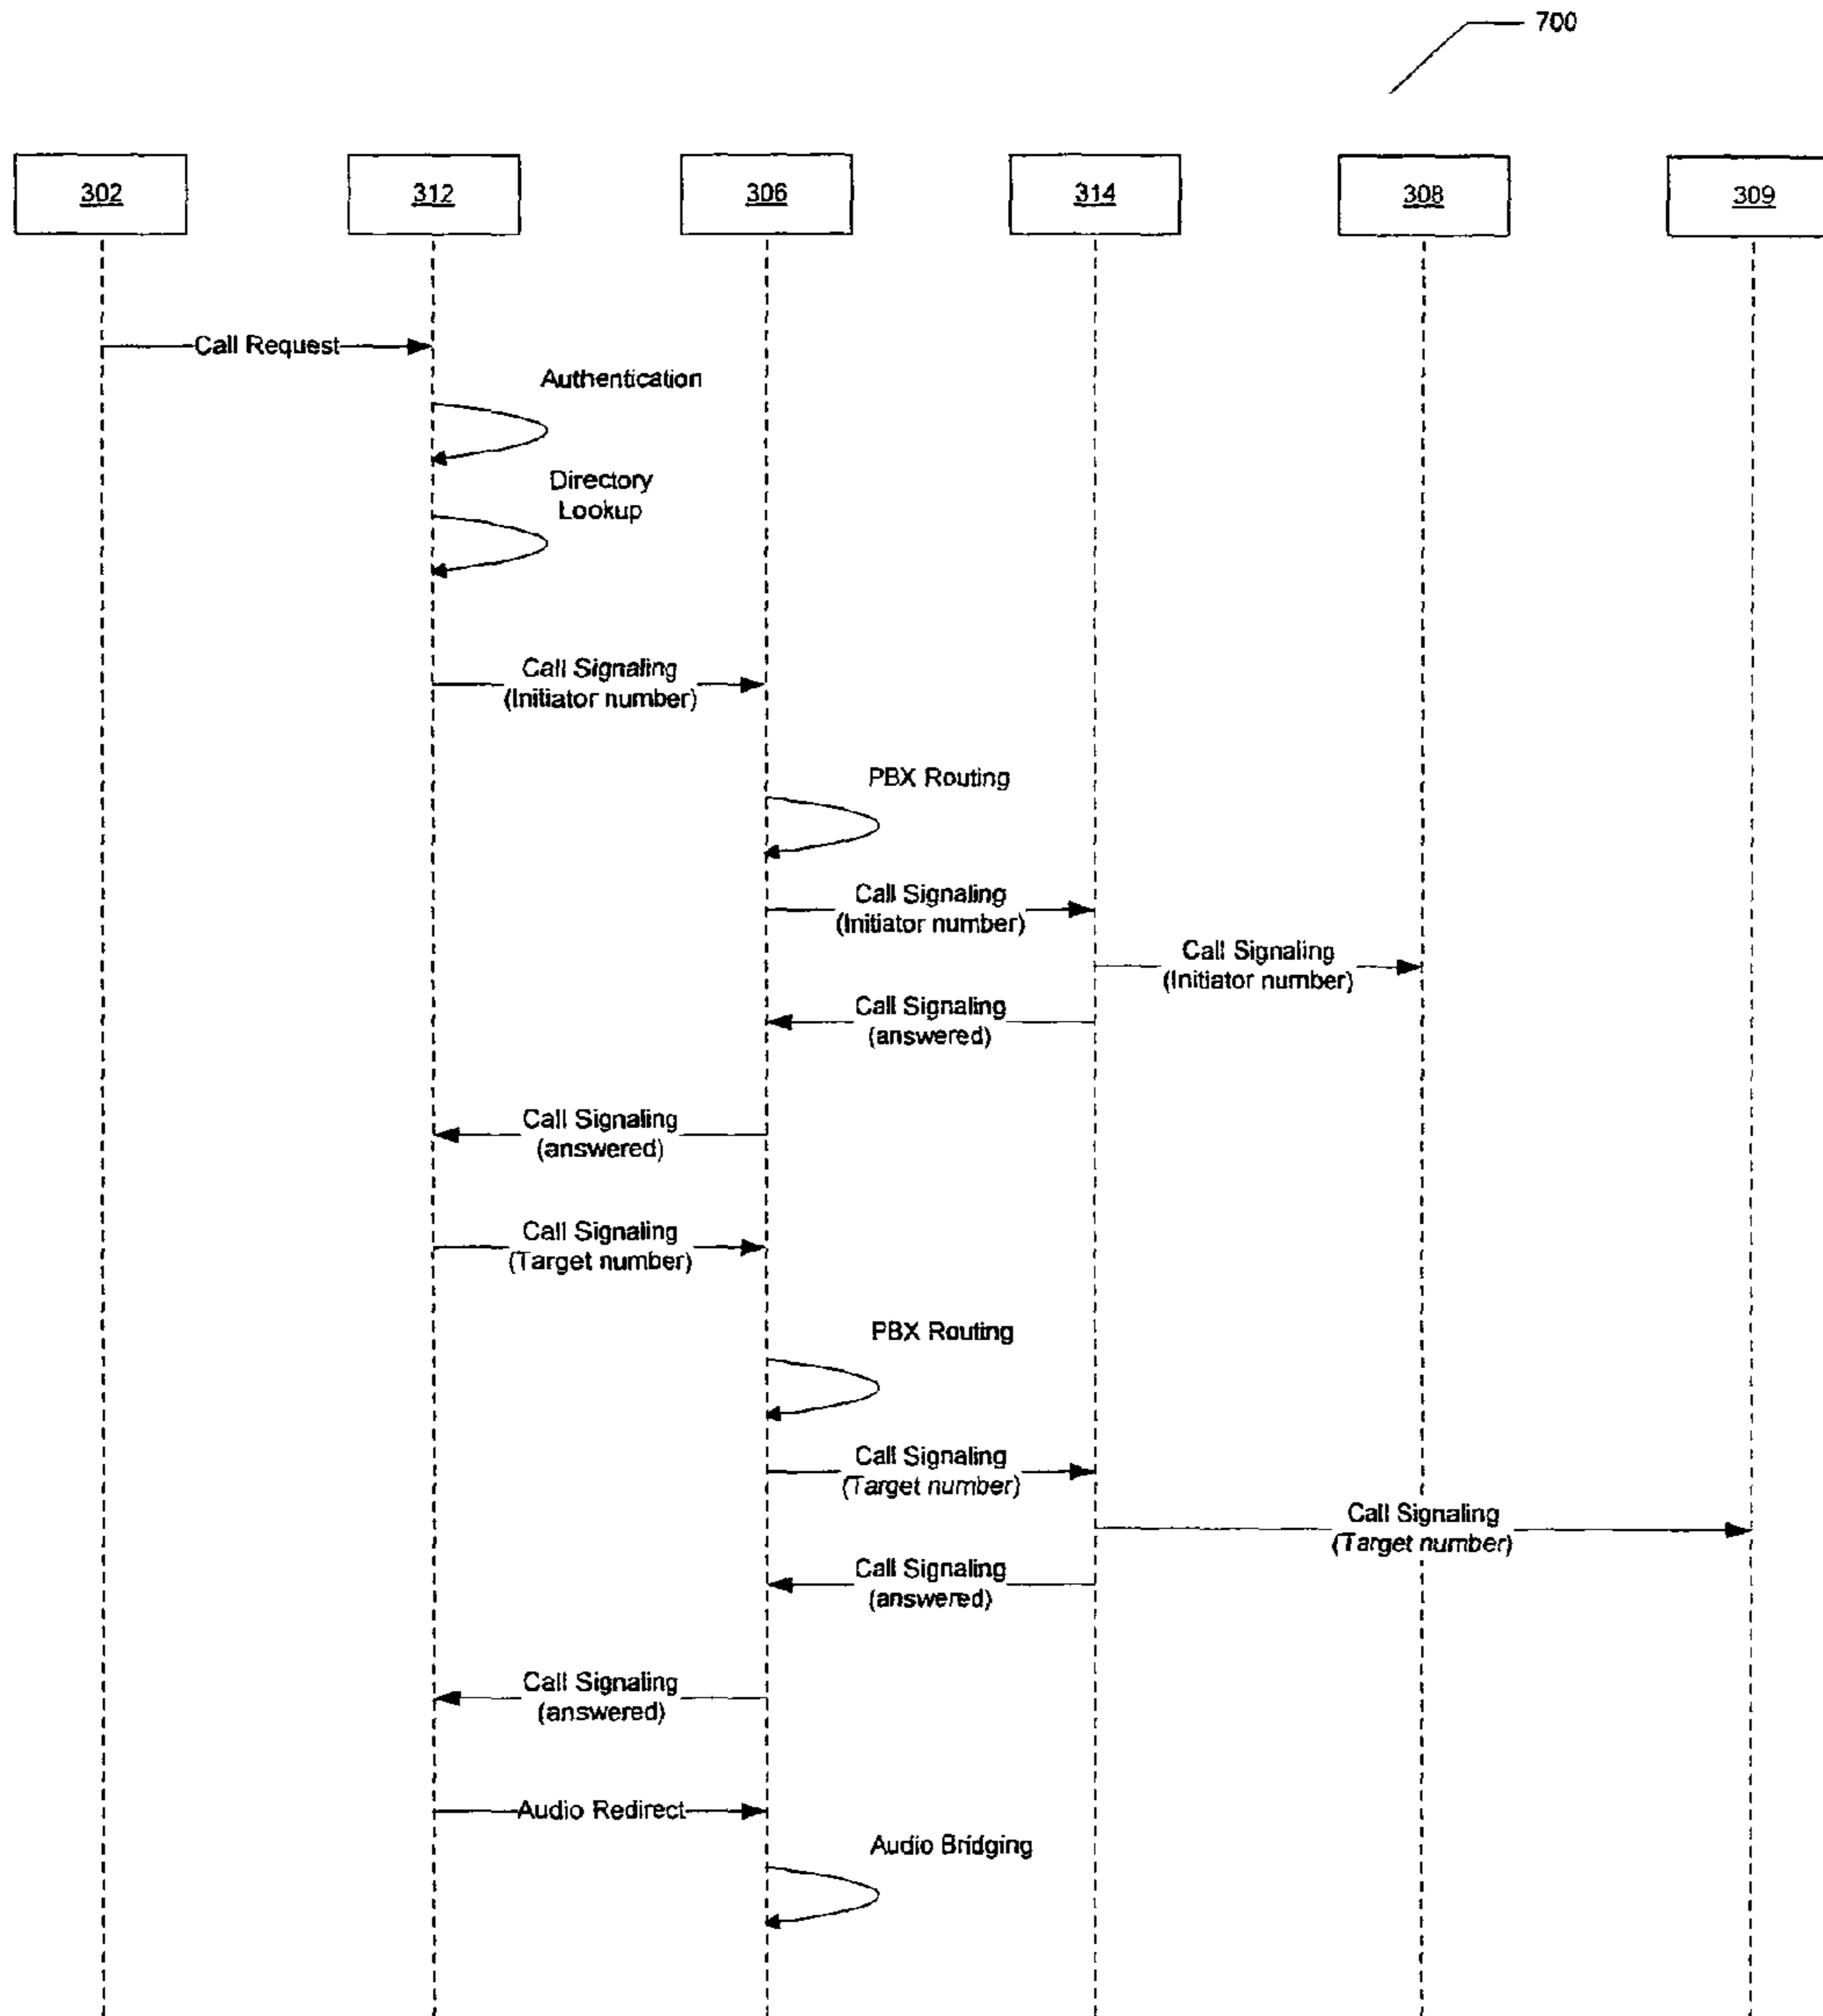 700
302
312
306
314
308
309
Call Request
Authentication
Directory
Lookup
Call Signaling
(Initiator number)
PBX Routing
Call Signaling
(Initiator number)
Call Signaling
(Initiator number)
Call Signaling
(answered)
Call Signaling
(answered)
Call Signaling
(Target number)
PBX Routing
Call Signaling
(Target number)
Call Signaling
(Target number)
Call Signaling
(answered)
Call Signaling
(answered)
Audio Redirect
Audio Bridging